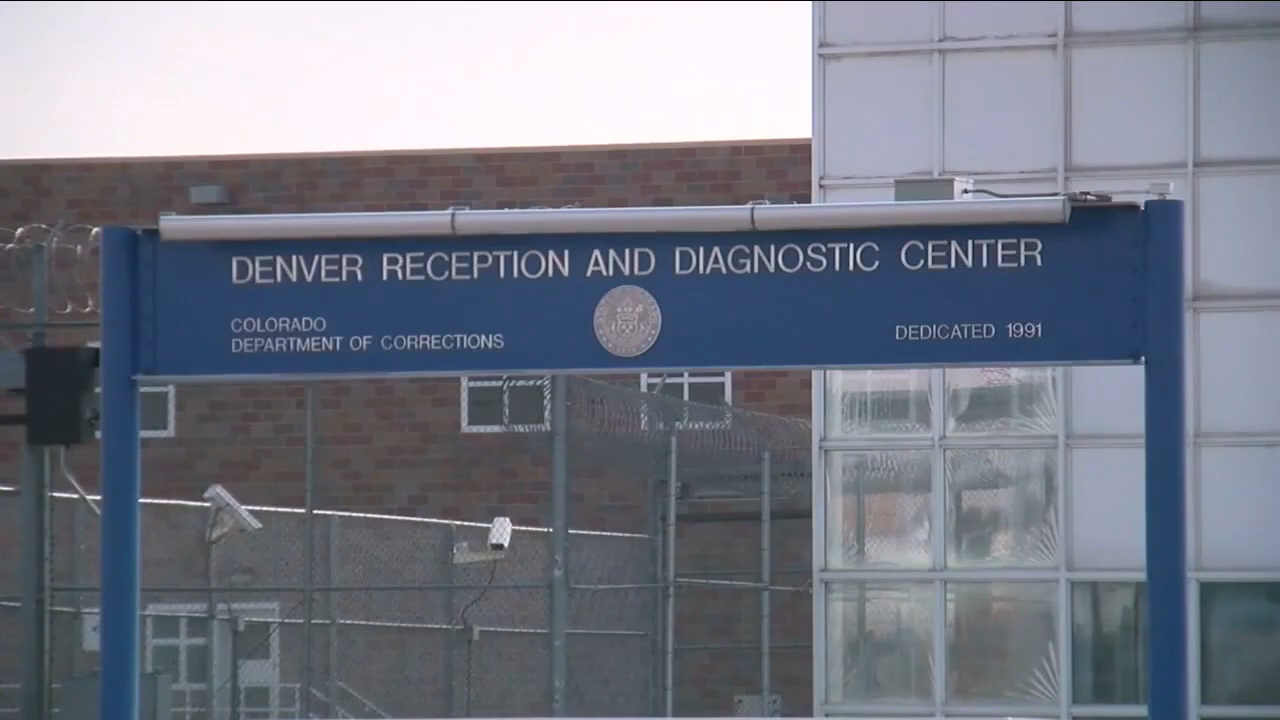 DENVER RECEPTION AND DIAGNOSTIC CENTER
COLORADO
DEPARTMENT OF CORRECTIONS
DEDICATED 1991